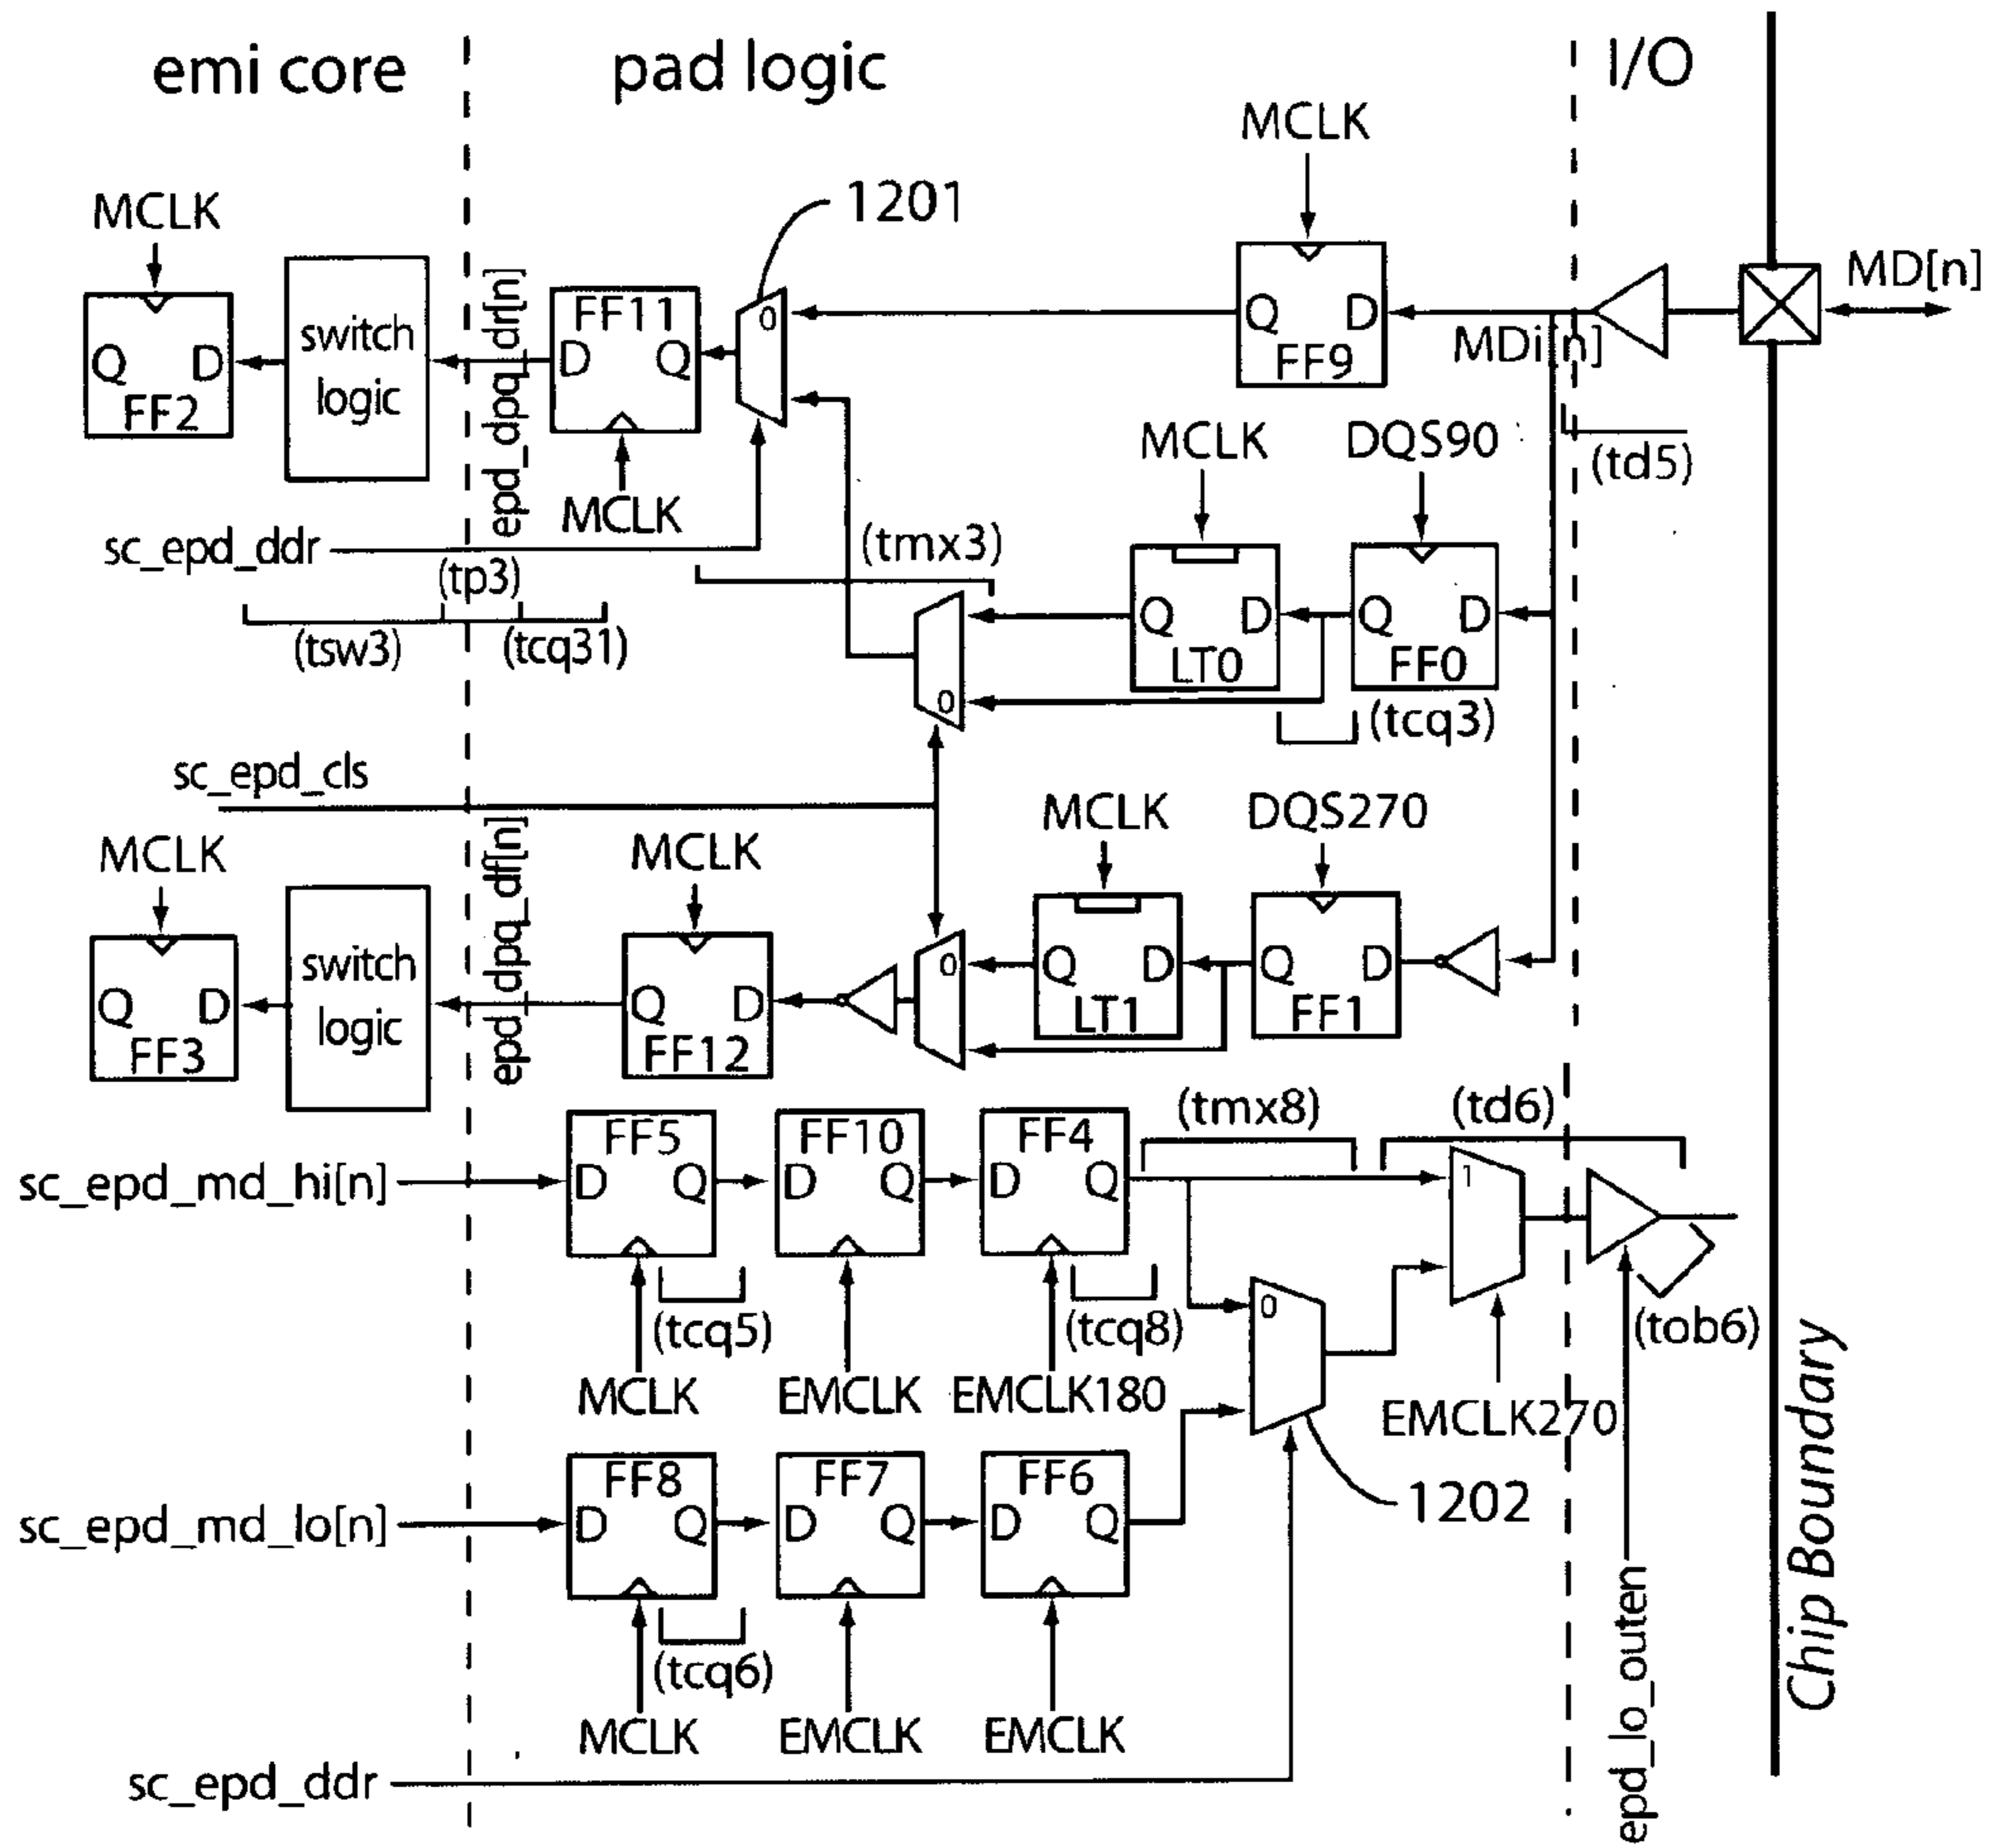 emi core
pad logic
I/O
MCLK
1201
MCLK
MD[n]
FF11
0
Q D
FF9
MDi[n]
switch
logic
D Q
Q D
FF2
epd_dpq_dr[n]
MCLK
MCLK
DQS90
(td5)
sc_epd_ddr
(tmx3)
(tp3)
(tsw3)
(tcq31)
Q D
LT0
Q D
FF0
0
(tcq3)
sc_epd_cls
MCLK
DQS270
MCLK
MCLK
epd_dpq_df[n]
switch
logic
Q D
FF3
Q D
FF12
0
Q D
LT1
Q D
FF1
(tmx8)
(td6)
sc_epd_md_hi[n]
FF5
D Q
FF10
D Q
FF4
D Q
1
(tcq5)
(tcq8)
0
(tob6)
MCLK
EMCLK
EMCLK180
EMCLK270
FF8
D Q
FF7
D Q
FF6
D Q
1202
sc_epd_md_lo[n]
(tcq6)
MCLK
EMCLK
EMCLK
sc_epd_ddr
epd_lo_outen
Chip Boundary